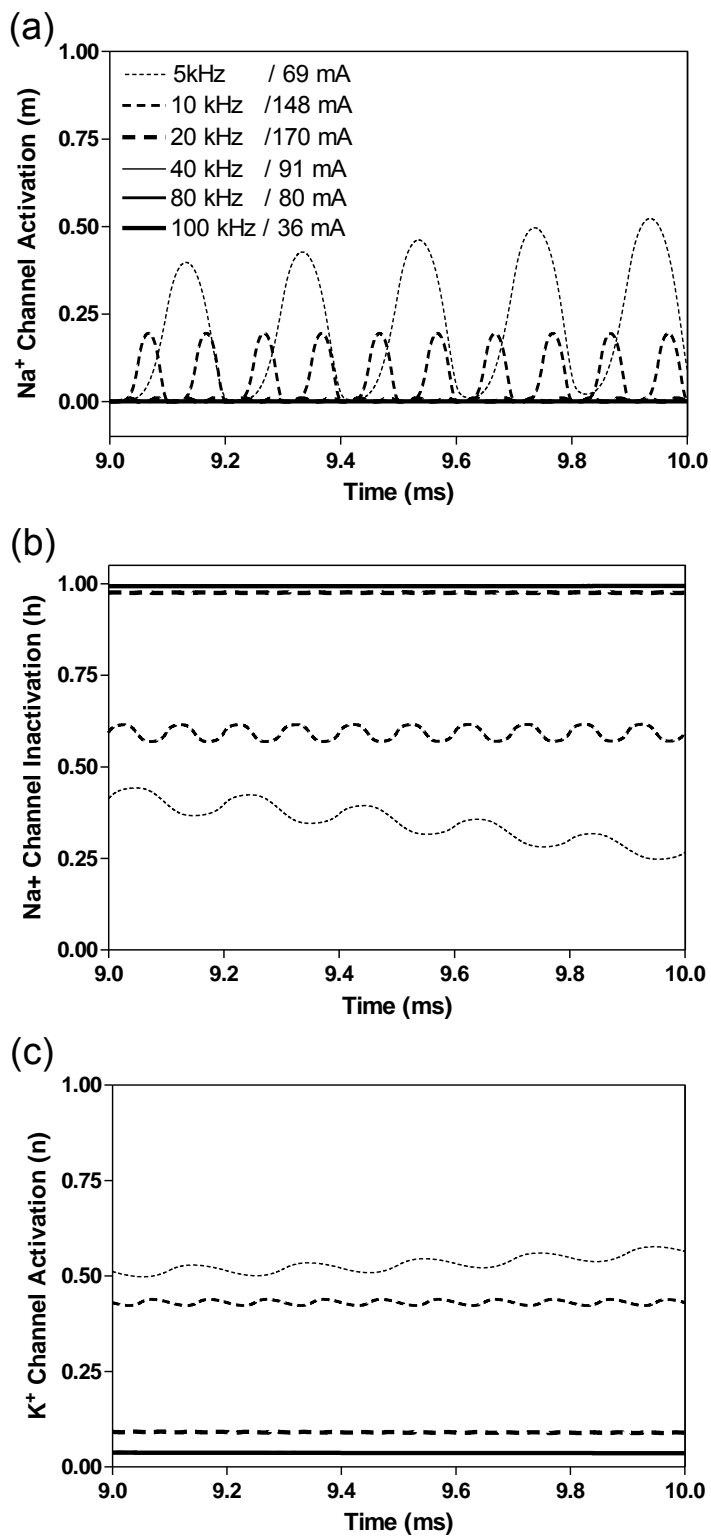 (a)
1.00
0.75
0.50
0.25
0.00
Na⁺ Channel Activation (m)
5kHz / 69 mA
10 kHz /148 mA
20 kHz /170 mA
40 kHz / 91 mA
80 kHz / 80 mA
100 kHz / 36 mA
9.0 9.2 9.4 9.6 9.8 10.0
Time (ms)
(b)
1.00
0.75
0.50
0.25
0.00
Na+ Channel Inactivation (h)
9.0 9.2 9.4 9.6 9.8 10.0
Time (ms)
(c)
1.00
0.75
0.50
0.25
0.00
K⁺ Channel Activation (n)
9.0 9.2 9.4 9.6 9.8 10.0
Time (ms)